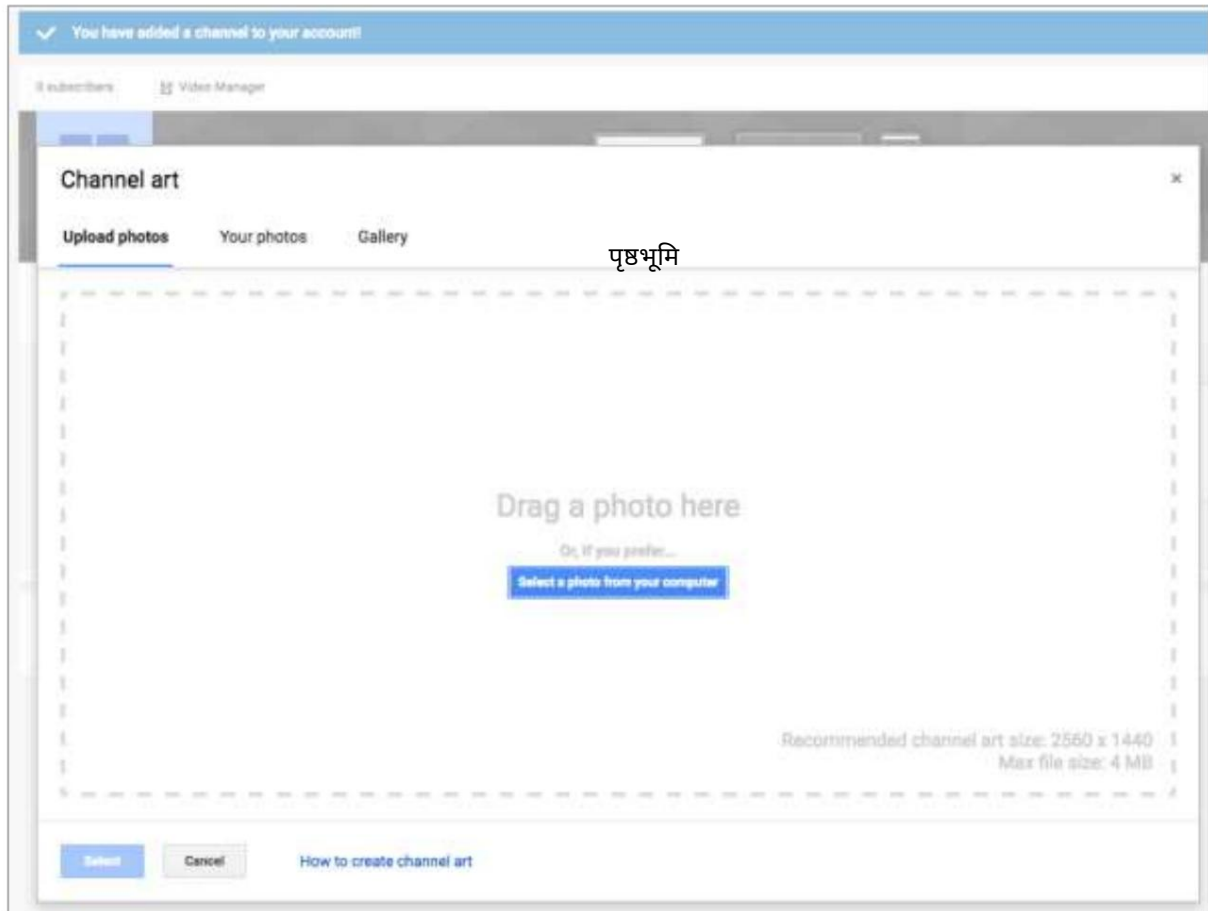 You have added a channel to your account!
0 subscribers Video Manager
Channel art ×
Upload photos Your photos Gallery
पृष्ठभूमि
Drag a photo here
Or, if you prefer...
Select a photo from your computer
Recommended channel art size: 2560 x 1440
Max file size: 4 MB
Select Cancel How to create channel art